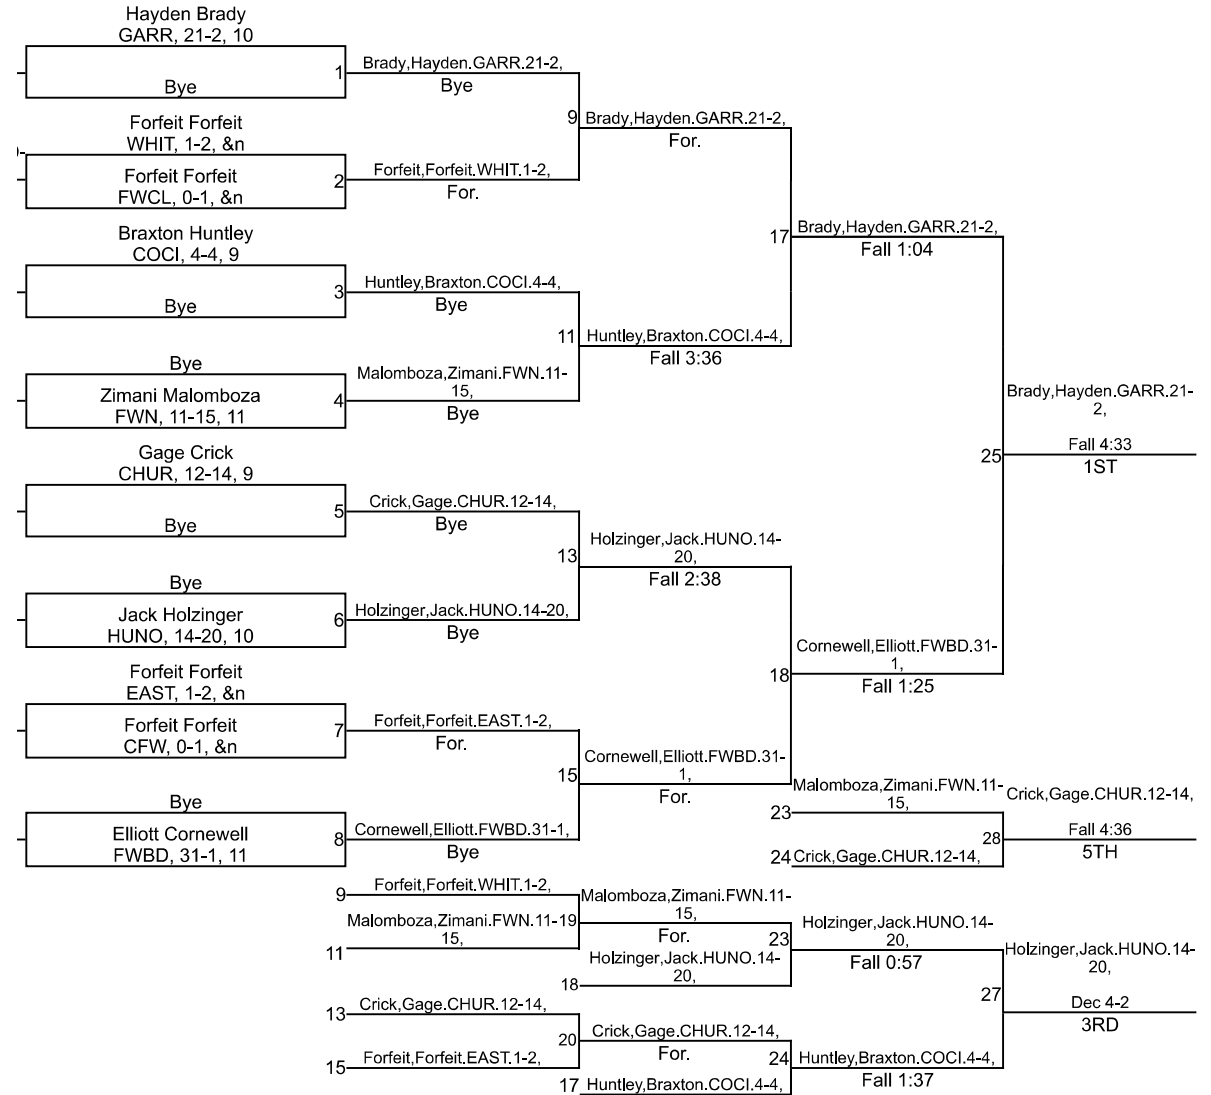 Hayden Brady
GARR, 21-2, 10
Bye
1
Brady,Hayden.GARR.21-2,
Bye
Forfeit Forfeit
WHIT, 1-2, &n
Forfeit Forfeit
FWCL, 0-1, &n
2
Forfeit,Forfeit.WHIT.1-2,
For.
9
Brady,Hayden.GARR.21-2,
For.
Braxton Huntley
COCI, 4-4, 9
Bye
3
Huntley,Braxton.COCI.4-4,
Bye
Bye
Zimani Malomboza
FWN, 11-15, 11
4
Malomboza,Zimani.FWN.11-
15,
Bye
11
Huntley,Braxton.COCI.4-4,
Fall 3:36
17
Brady,Hayden.GARR.21-2,
Fall 1:04
Gage Crick
CHUR, 12-14, 9
Bye
5
Crick,Gage.CHUR.12-14,
Bye
Bye
Jack Holzinger
HUNO, 14-20, 10
6
Holzinger,Jack.HUNO.14-20,
Bye
13
Holzinger,Jack.HUNO.14-
20,
Fall 2:38
Forfeit Forfeit
EAST, 1-2, &n
Forfeit Forfeit
CFW, 0-1, &n
7
Forfeit,Forfeit.EAST.1-2,
For.
Bye
Elliott Cornewell
FWBD, 31-1, 11
8
Cornewell,Elliott.FWBD.31-1,
Bye
15
Cornewell,Elliott.FWBD.31-
1,
For.
18
Cornewell,Elliott.FWBD.31-
1,
Fall 1:25
25
Brady,Hayden.GARR.21-
2,
Fall 4:33
1ST
23
Malomboza,Zimani.FWN.11-
15,
24
Crick,Gage.CHUR.12-14,
28
Crick,Gage.CHUR.12-14,
Fall 4:36
5TH
9
Forfeit,Forfeit.WHIT.1-2,
11
Malomboza,Zimani.FWN.11-
15,
19
Malomboza,Zimani.FWN.11-
15,
For.
18
Holzinger,Jack.HUNO.14-
20,
23
Holzinger,Jack.HUNO.14-
20,
Fall 0:57
13
Crick,Gage.CHUR.12-14,
15
Forfeit,Forfeit.EAST.1-2,
20
Crick,Gage.CHUR.12-14,
For.
17
Huntley,Braxton.COCI.4-4,
24
Huntley,Braxton.COCI.4-4,
Fall 1:37
27
Holzinger,Jack.HUNO.14-
20,
Dec 4-2
3RD